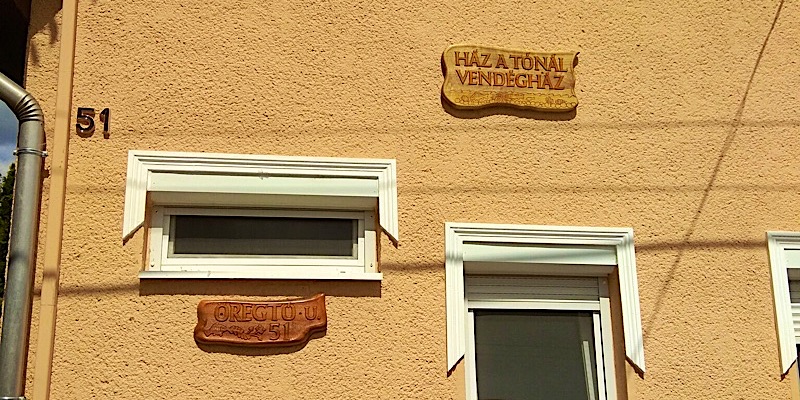 HÁZ A TÓNÁL
VENDÉGHÁZ
51
ÖREGTÓ · U.
51